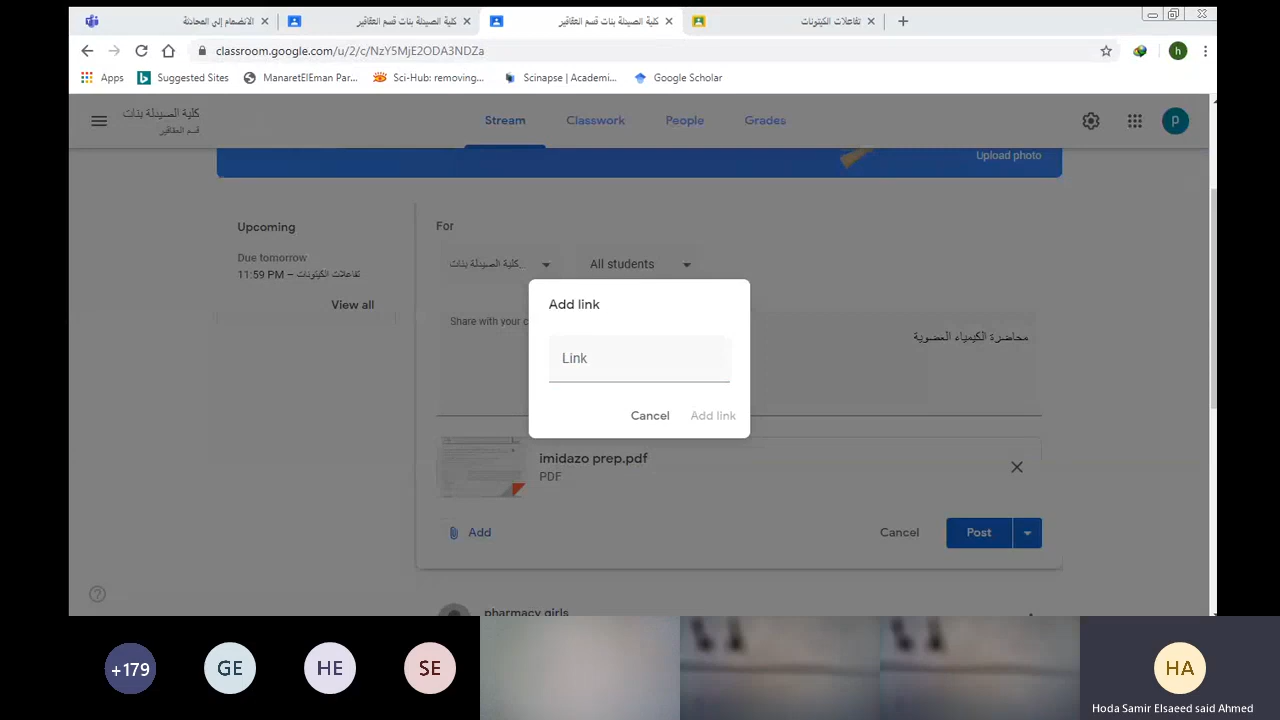 الانضمام إلى المحادثة
كلية الصيدلة بنات قسم العقاقير
كلية الصيدلة بنات قسم العقاقير
تفاعلات الكيتونات
classroom.google.com/u/2/c/NzY5MjE2ODA3NDZa
h
Apps
Suggested Sites
ManaretElEman Par...
Sci-Hub: removing...
Scinapse | Academi...
Google Scholar
كلية الصيدلة بنات
قسم العقاقير
Stream
Classwork
People
Grades
p
Upload photo
Upcoming
Due tomorrow
11:59 PM – تفاعلات الكيتونات
View all
For
كلية الصيدلة بنات...
All students
Share with your c
محاضرة الكيمياء العضوية
Add link
Link
Cancel
Add link
imidazo prep.pdf
PDF
Add
Cancel
Post
pharmacy girls
+179
GE
HE
SE
HA
Hoda Samir Elsaeed said Ahmed